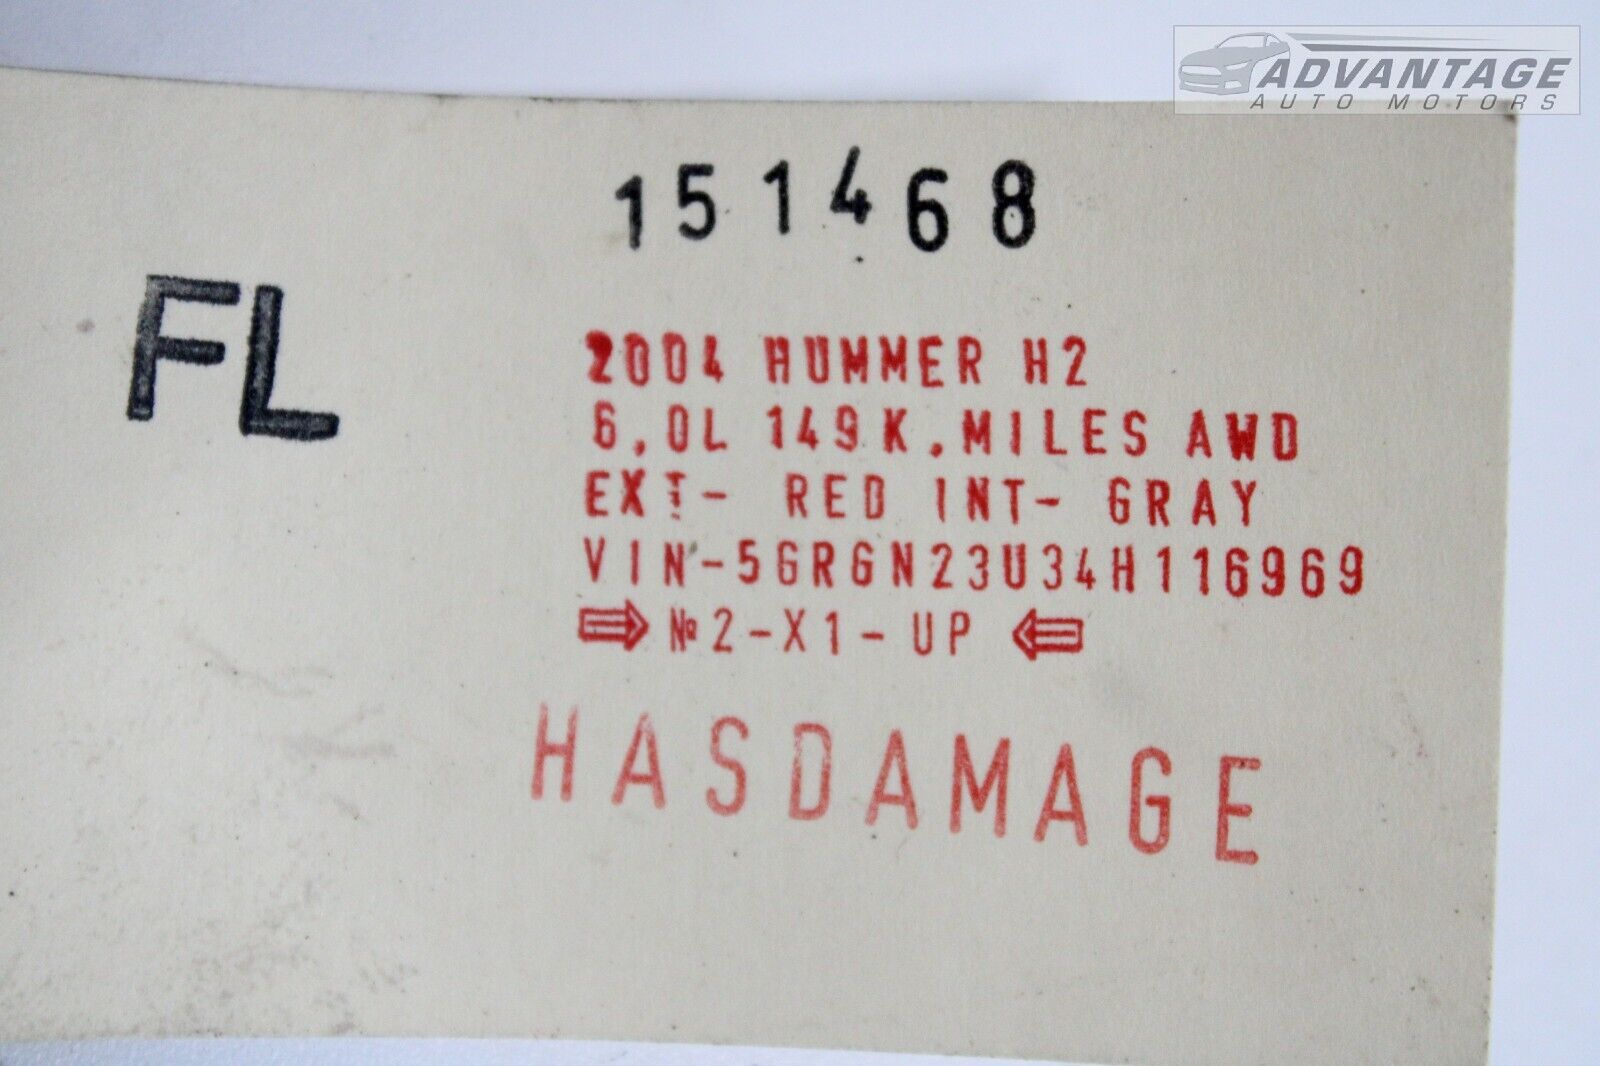 ADVANTAGE
AUTO MOTORS
151468
FL
2004 HUMMER H2
6.0L 149K.MILES AWD
EXT- RED INT- GRAY
VIN-5GRGN23U34H116969
⇨ №2-X1-UP ⇦
HASDAMAGE